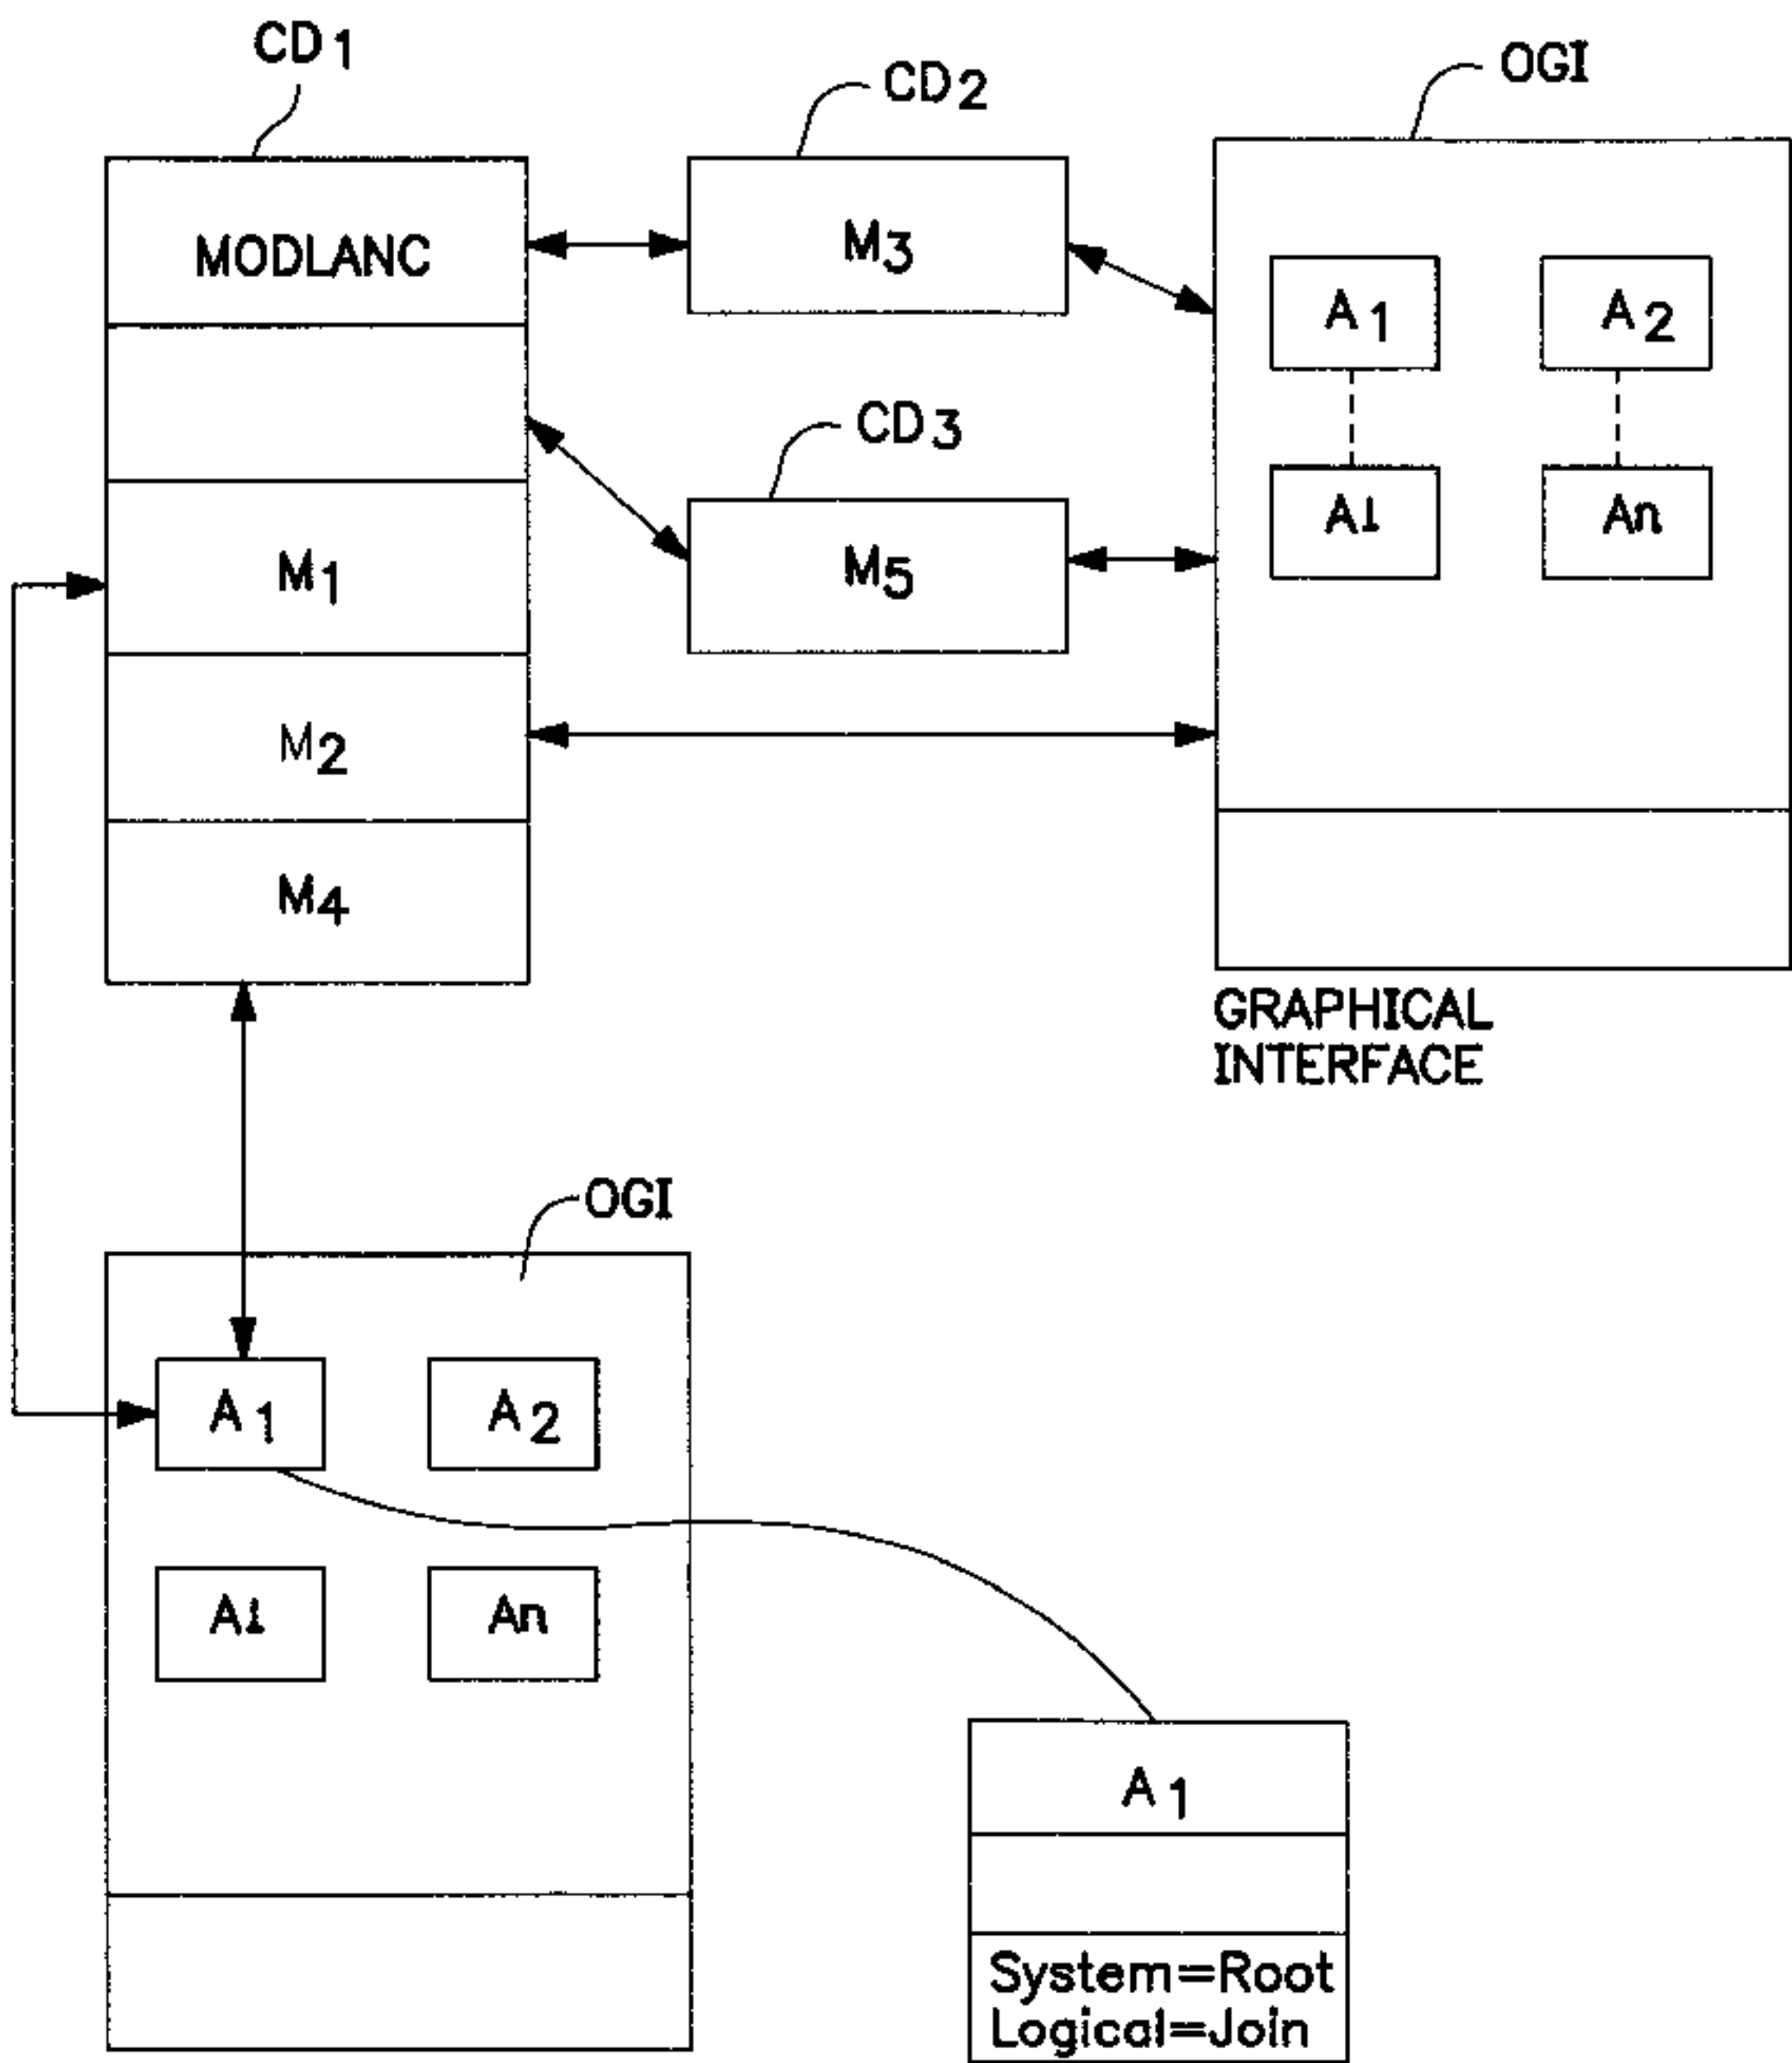 CD1
CD2
OGI
MODLANC
M3
A1
A2
CD3
Ai
An
M1
M5
M2
M4
GRAPHICAL
INTERFACE
OGI
A1
A2
Ai
An
A1
System=Root
Logical=Join